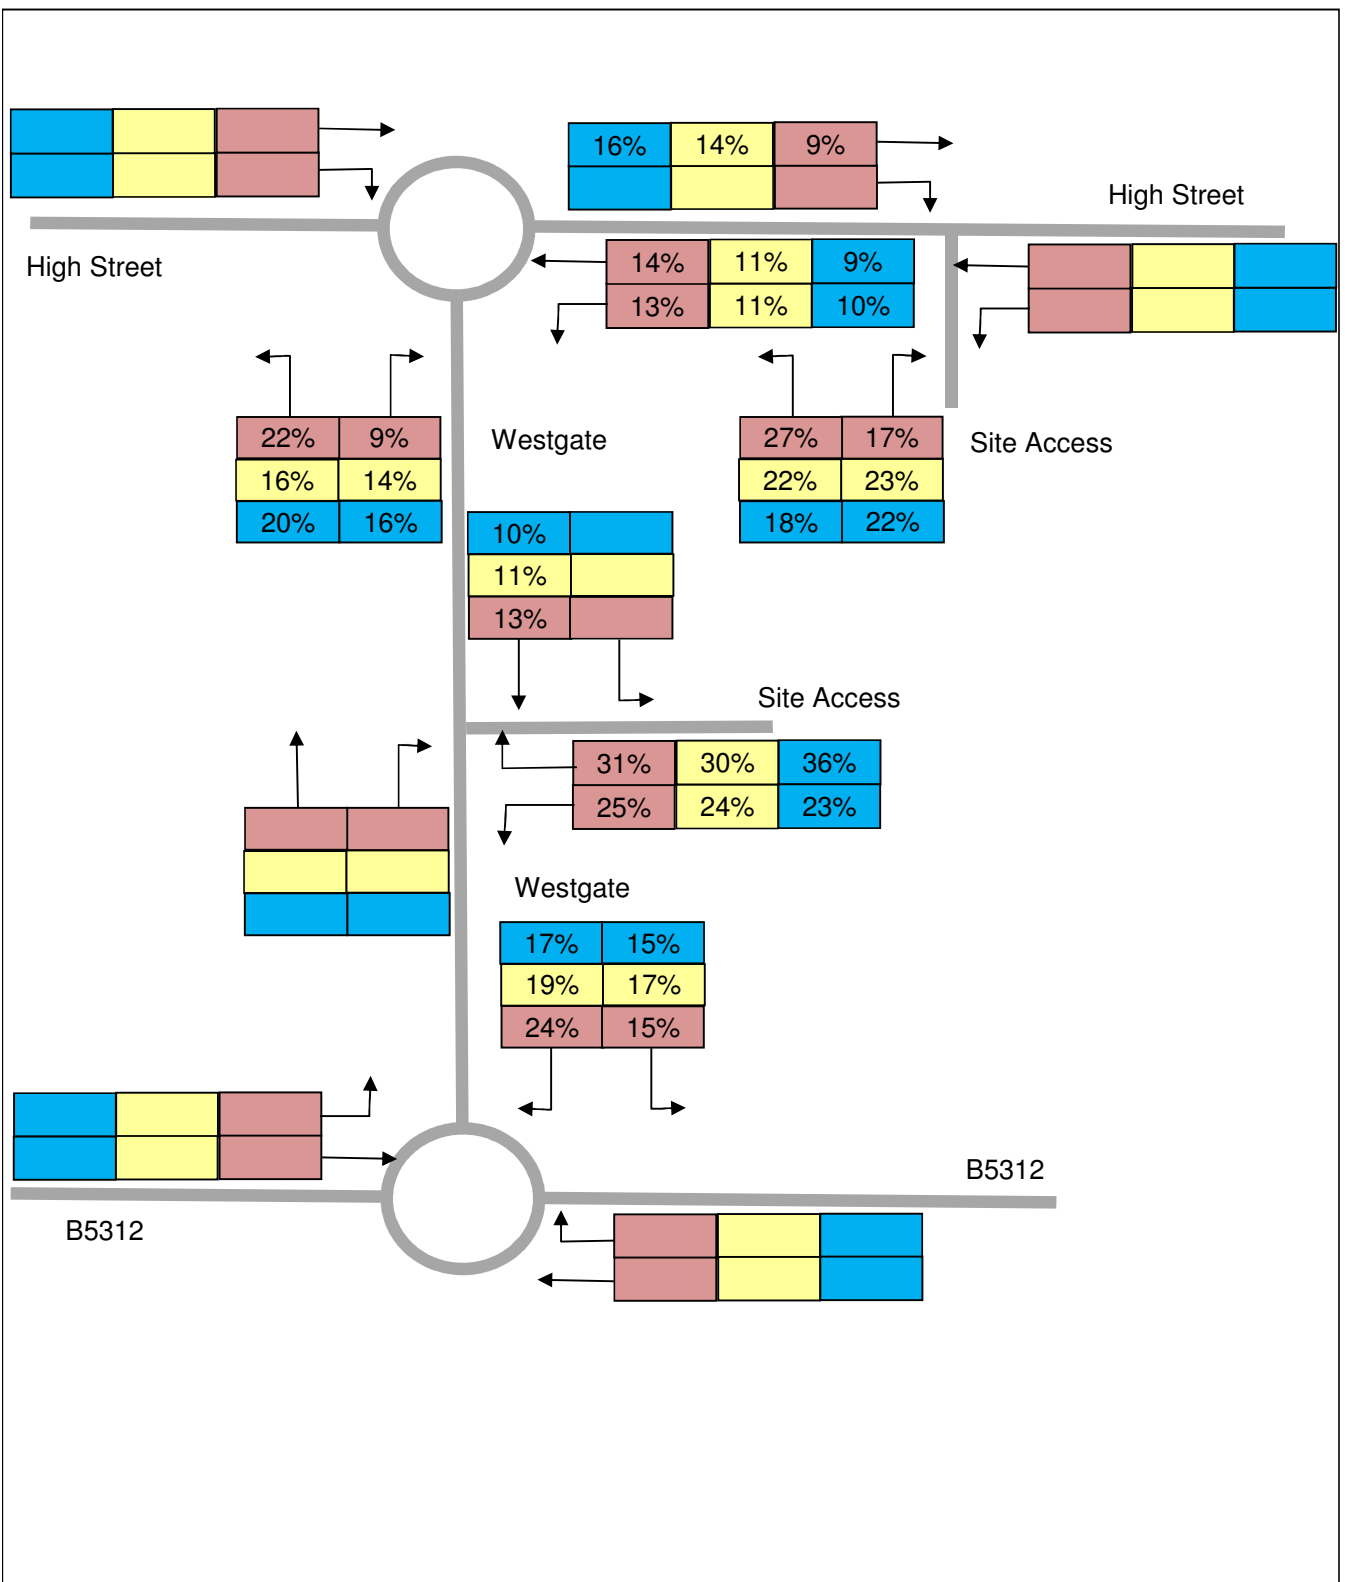 16% 14% 9%
High Street
High Street
14% 11% 9%
13% 11% 10%
22% 9%
16% 14%
20% 16%
Westgate
27% 17%
22% 23%
18% 22%
Site Access
10%
11%
13%
Site Access
31% 30% 36%
25% 24% 23%
Westgate
17% 15%
19% 17%
24% 15%
B5312
B5312